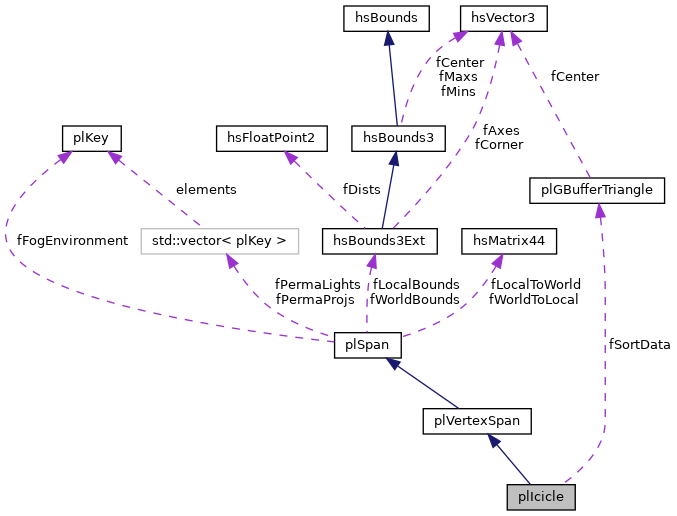 hsBounds
hsVector3
fCenter
fMaxs
fMins
fCenter
plKey
hsFloatPoint2
hsBounds3
fAxes
fCorner
elements
fDists
plGBufferTriangle
fFogEnvironment
std::vector< plKey >
hsBounds3Ext
hsMatrix44
fPermaLights
fPermaProjs
fLocalBounds
fWorldBounds
fLocalToWorld
fWorldToLocal
plSpan
fSortData
plVertexSpan
plIcicle